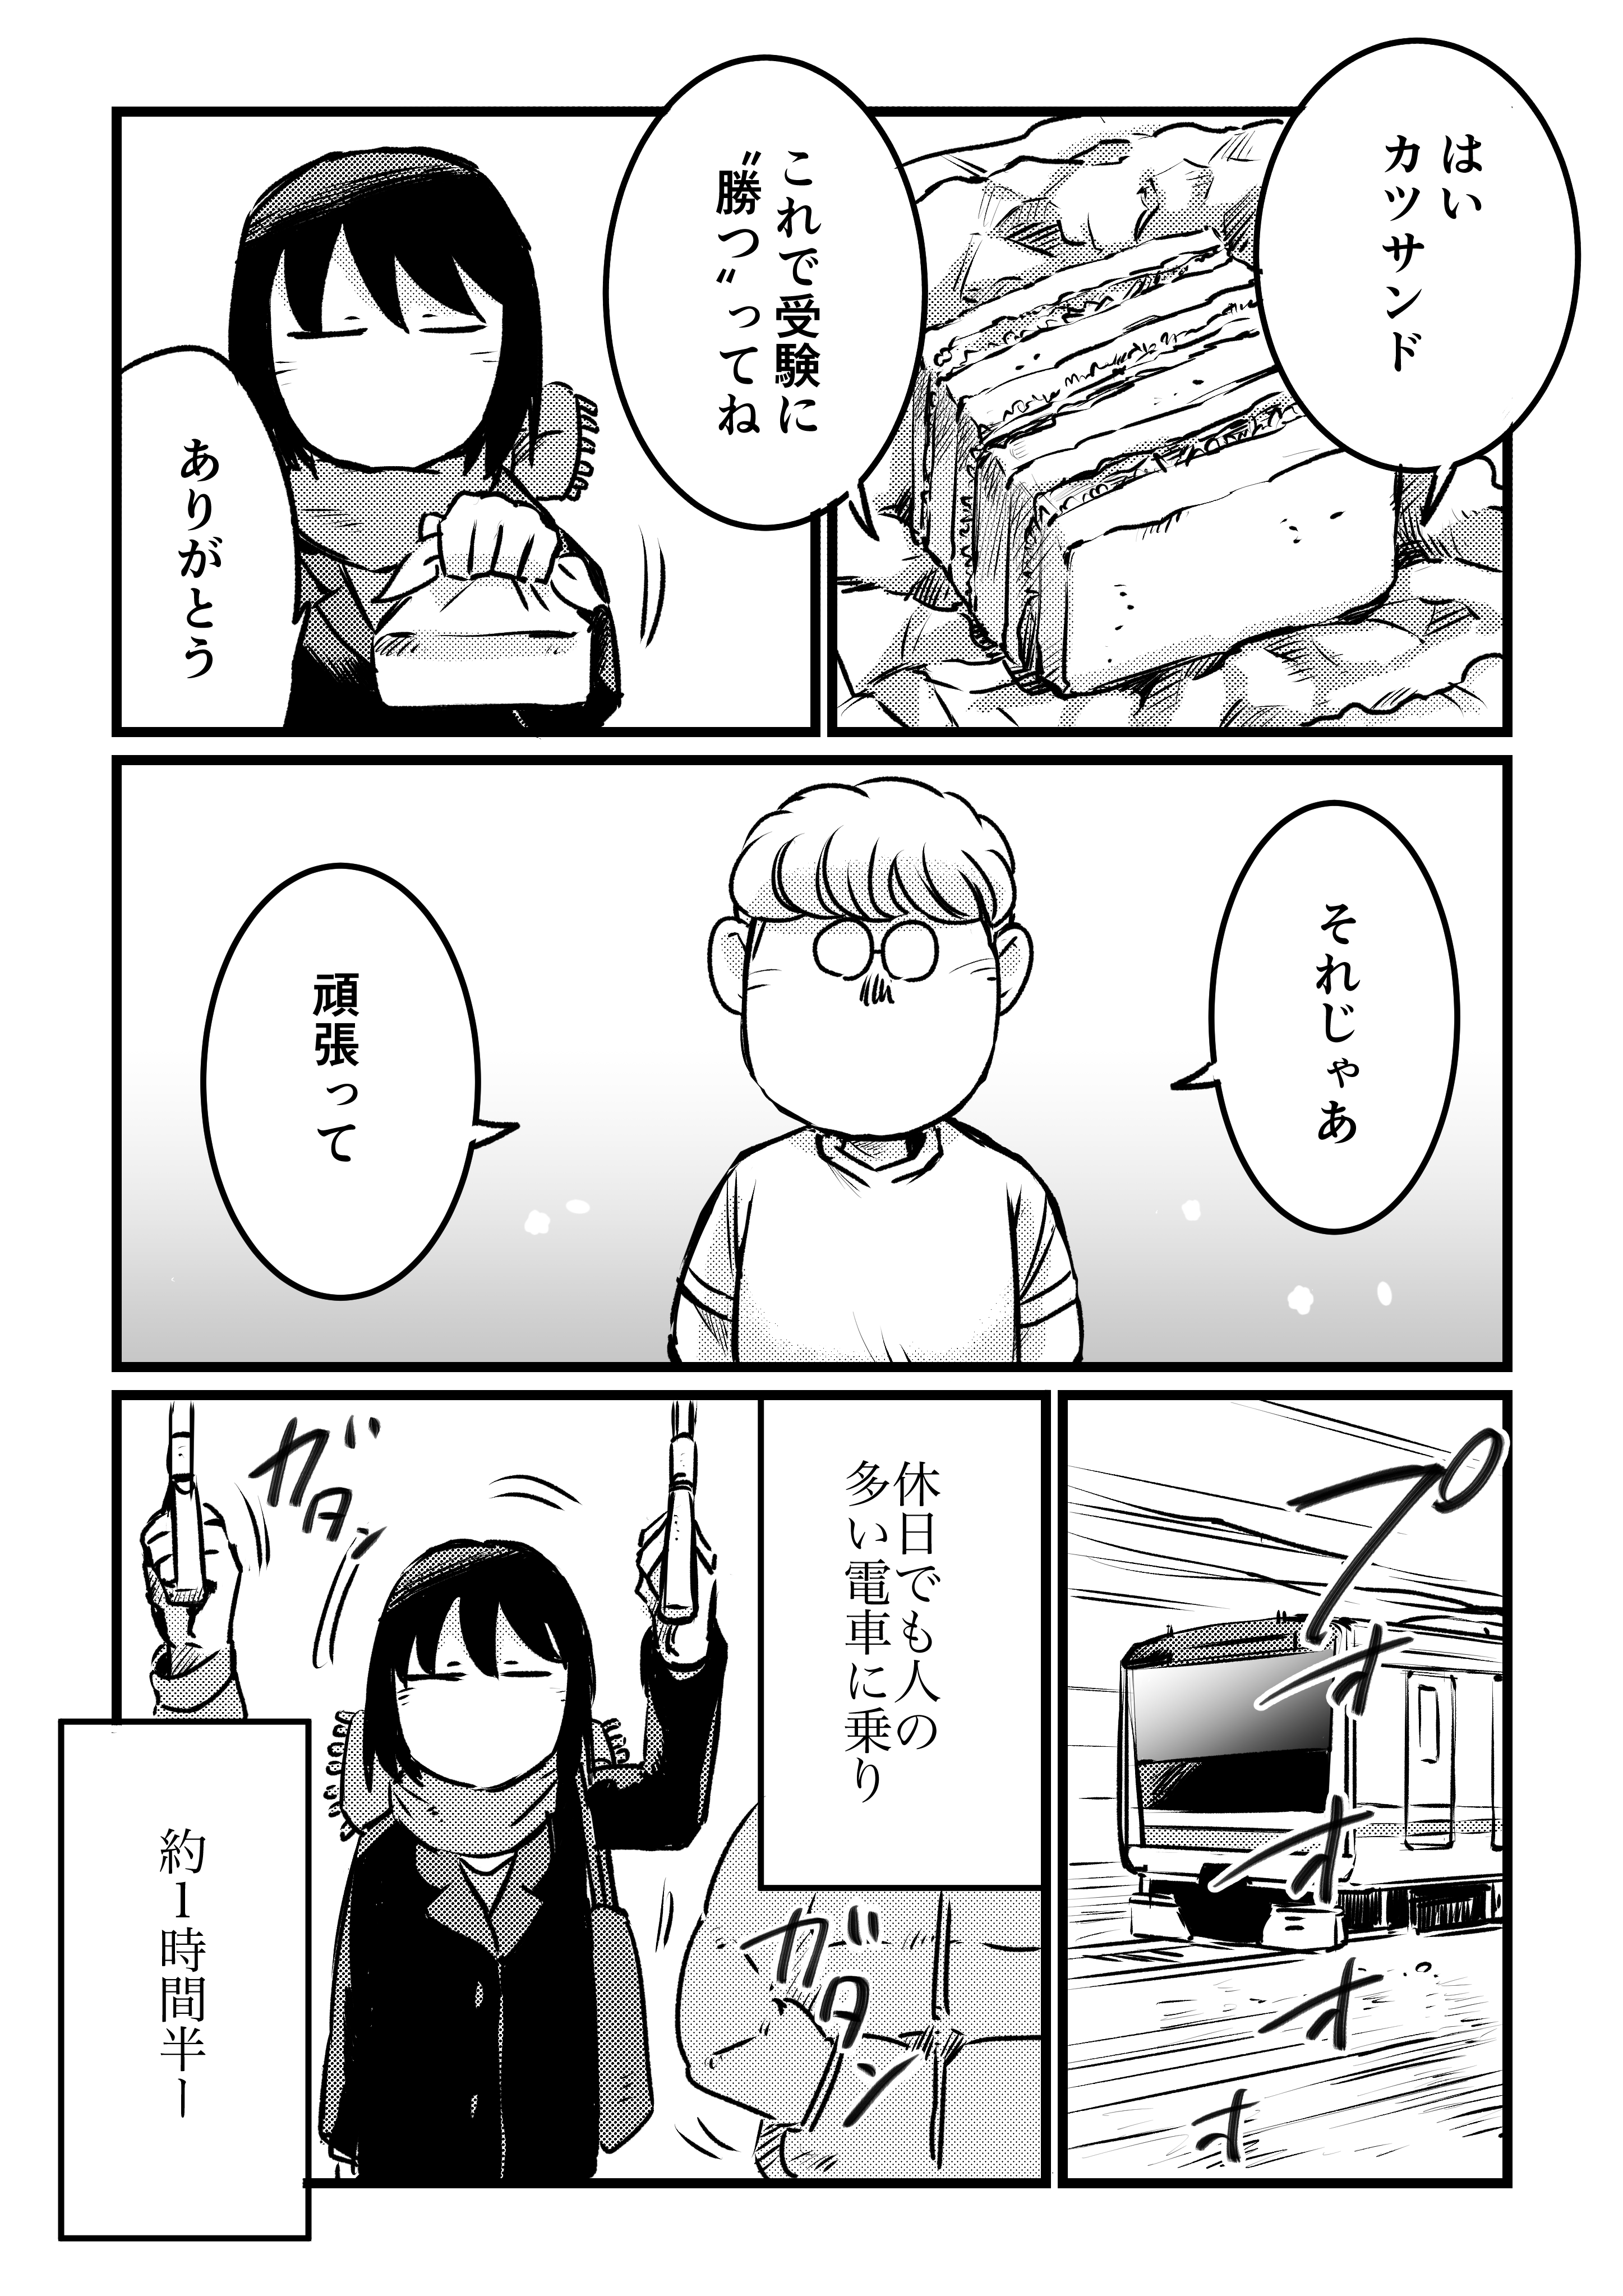 はい
カツサンド
これで受験に
〝勝つ〟ってね
ありがとう
それじゃあ
頑張って
プォォォォ
休日でも人の
多い電車に乗り
ガタン
ガタン
約1時間半ー